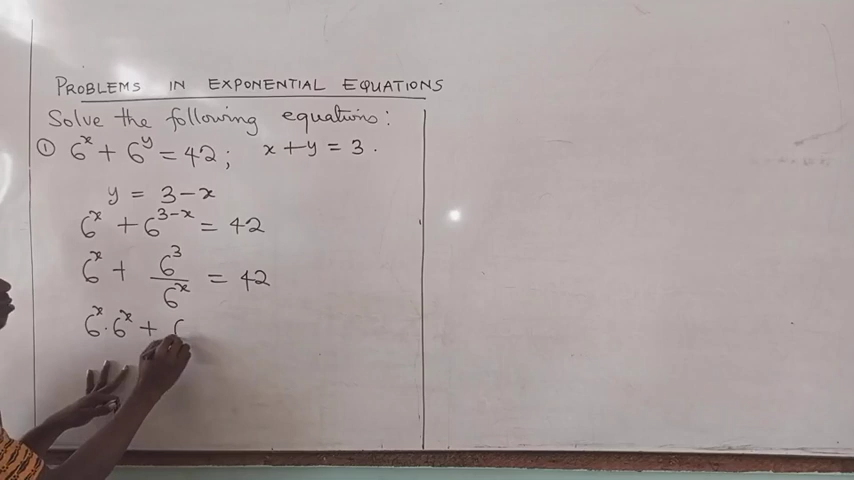 PROBLEMS IN EXPONENTIAL EQUATIONS
Solve the following equations:
① 6^x + 6^y = 42; x + y = 3.
y = 3 - x
6^x + 6^{3-x} = 42
6^x + 6^3/6^x = 42
6^x · 6^x + 6